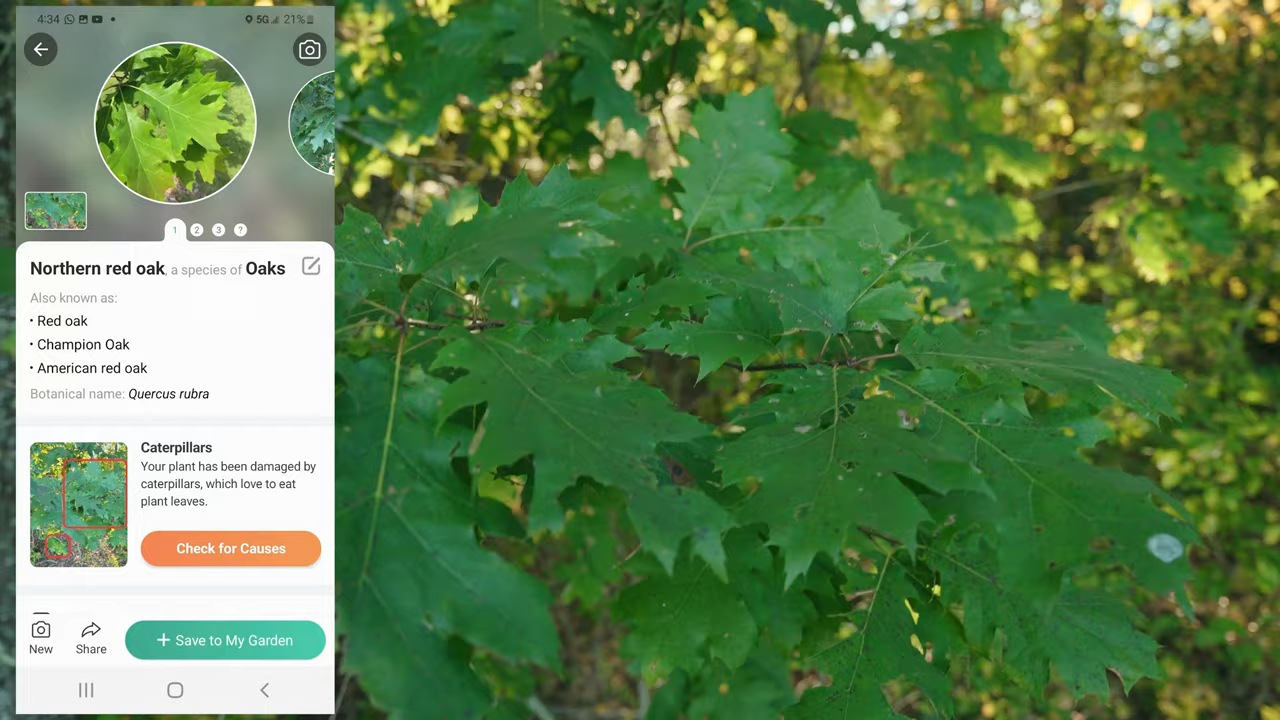 4:34 5G 21%
1 2 3 ?
Northern red oak, a species of Oaks
Also known as:
• Red oak
• Champion Oak
• American red oak
Botanical name: Quercus rubra
Caterpillars
Your plant has been damaged by
caterpillars, which love to eat
plant leaves.
Check for Causes
New Share + Save to My Garden